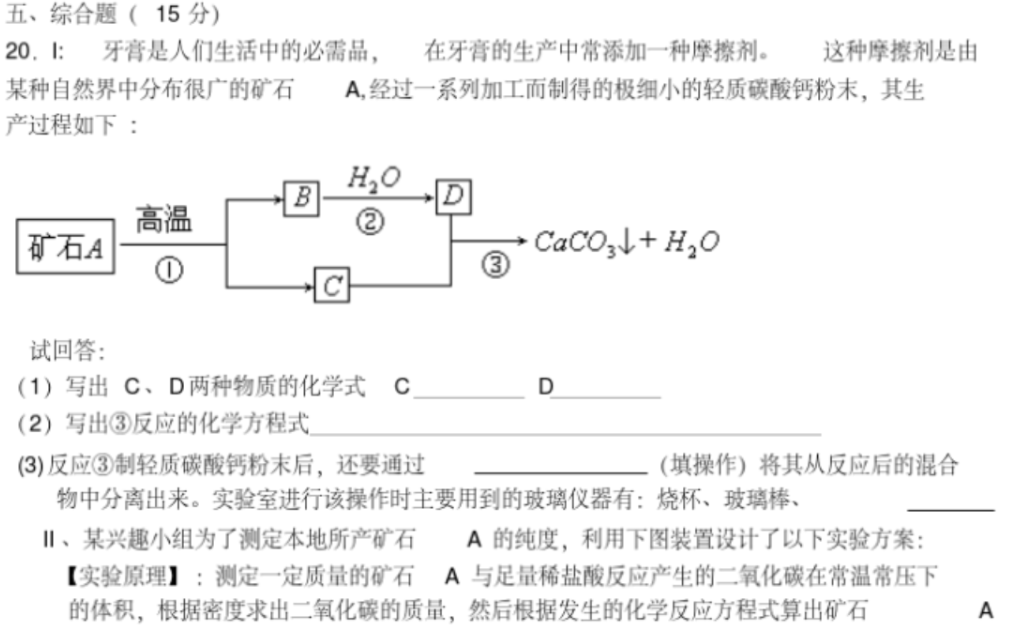 五、综合题（ 15 分）
20．I: 牙膏是人们生活中的必需品， 在牙膏的生产中常添加一种摩擦剂。 这种摩擦剂是由
某种自然界中分布很广的矿石 A,经过一系列加工而制得的极细小的轻质碳酸钙粉末，其生
产过程如下 ：
矿石A 高温 ① B H₂O ② D C ③ CaCO₃↓+ H₂O
试回答：
（1）写出 C、D两种物质的化学式 C________ D________
（2）写出③反应的化学方程式________
(3)反应③制轻质碳酸钙粉末后，还要通过 ________（填操作）将其从反应后的混合
物中分离出来。实验室进行该操作时主要用到的玻璃仪器有：烧杯、玻璃棒、 ________
II、某兴趣小组为了测定本地所产矿石 A 的纯度，利用下图装置设计了以下实验方案：
【实验原理】：测定一定质量的矿石 A 与足量稀盐酸反应产生的二氧化碳在常温常压下
的体积，根据密度求出二氧化碳的质量，然后根据发生的化学反应方程式算出矿石 A